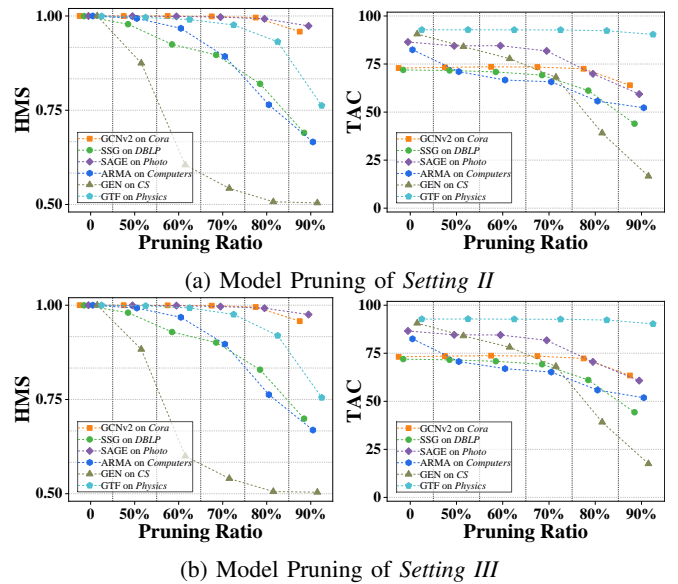 1.00
0.75
0.50
HMS
GCNv2 on Cora
SSG on DBLP
SAGE on Photo
ARMA on Computers
GEN on CS
GTF on Physics
0 50% 60% 70% 80% 90%
Pruning Ratio
100
75
50
25
0
TAC
GCNv2 on Cora
SSG on DBLP
SAGE on Photo
ARMA on Computers
GEN on CS
GTF on Physics
0 50% 60% 70% 80% 90%
Pruning Ratio
(a) Model Pruning of Setting II
1.00
0.75
0.50
HMS
GCNv2 on Cora
SSG on DBLP
SAGE on Photo
ARMA on Computers
GEN on CS
GTF on Physics
0 50% 60% 70% 80% 90%
Pruning Ratio
100
75
50
25
0
TAC
GCNv2 on Cora
SSG on DBLP
SAGE on Photo
ARMA on Computers
GEN on CS
GTF on Physics
0 50% 60% 70% 80% 90%
Pruning Ratio
(b) Model Pruning of Setting III